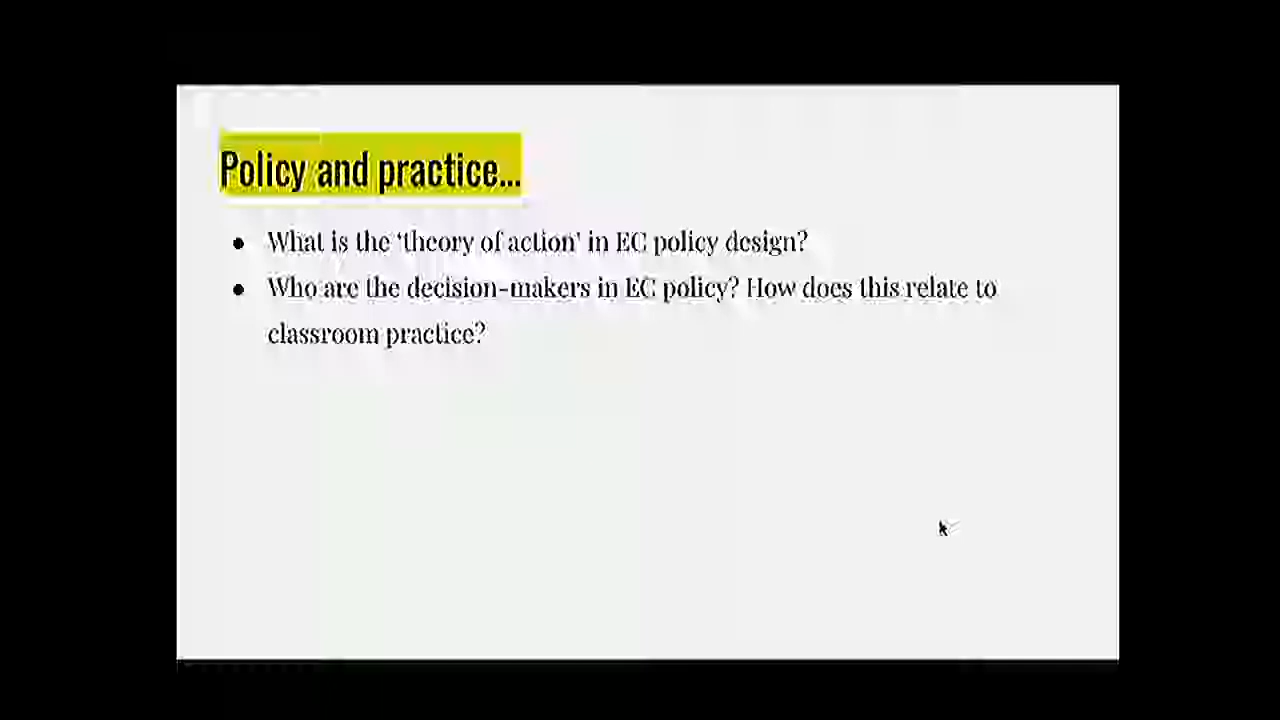 Policy and practice...
● What is the ‘theory of action’ in EC policy design?
● Who are the decision-makers in EC policy? How does this relate to
classroom practice?